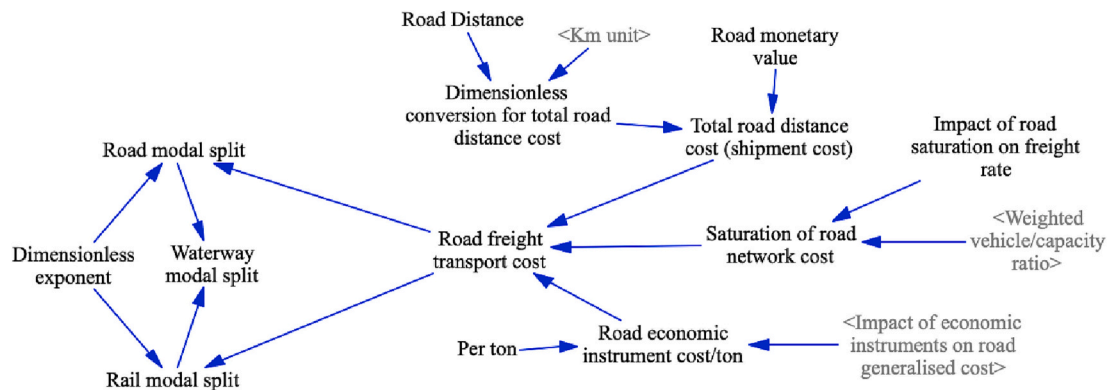 Road Distance
<Km unit>
Road monetary
value
Dimensionless
conversion for total road
distance cost
Total road distance
cost (shipment cost)
Impact of road
saturation on freight
rate
Road modal split
Dimensionless
exponent
Waterway
modal split
Road freight
transport cost
Saturation of road
network cost
<Weighted
vehicle/capacity
ratio>
Per ton
Road economic
instrument cost/ton
<Impact of economic
instruments on road
generalised cost>
Rail modal split